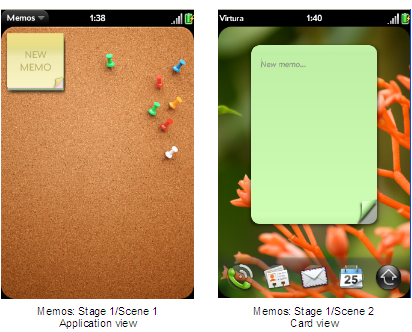 Memos 1:38
NEW
MEMO
Memos: Stage 1/Scene 1
Application view
Virtura 1:40
New memo...
25
Memos: Stage 1/Scene 2
Card view